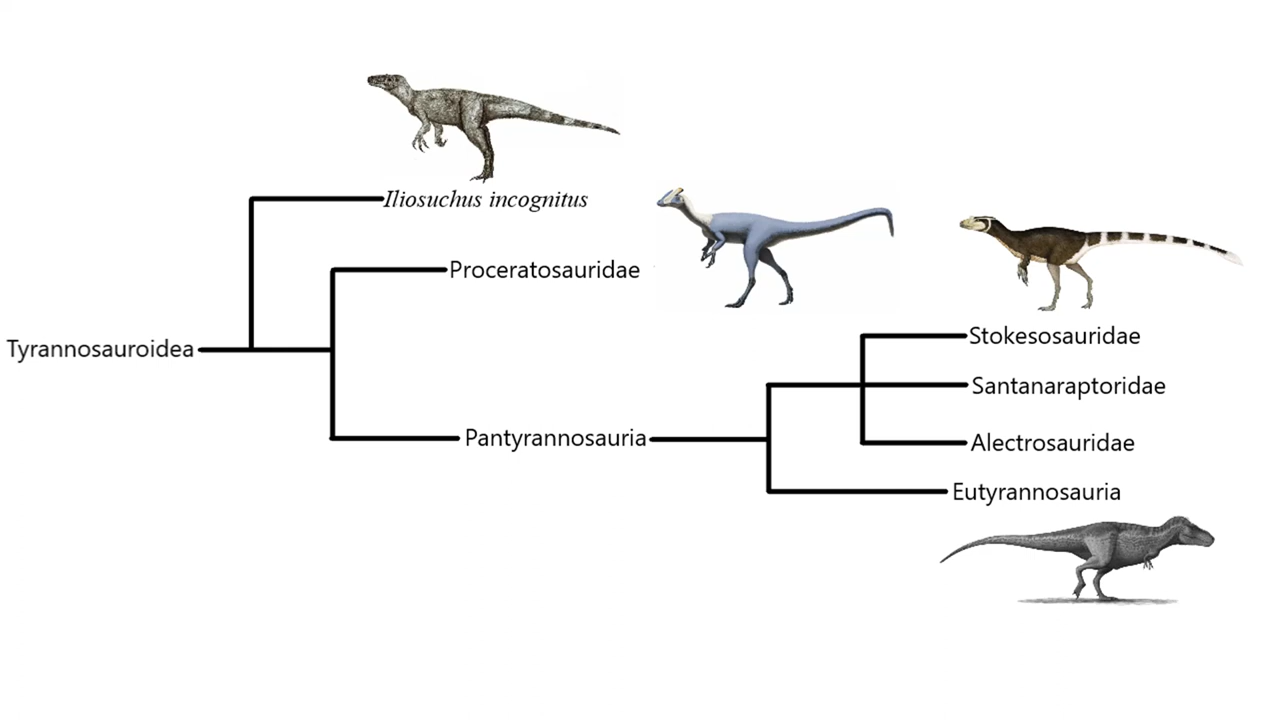 Iliosuchus incognitus
Proceratosauridae
Tyrannosauroidea
Stokesosauridae
Santanaraptoridae
Pantyrannosauria
Alectrosauridae
Eutyrannosauria